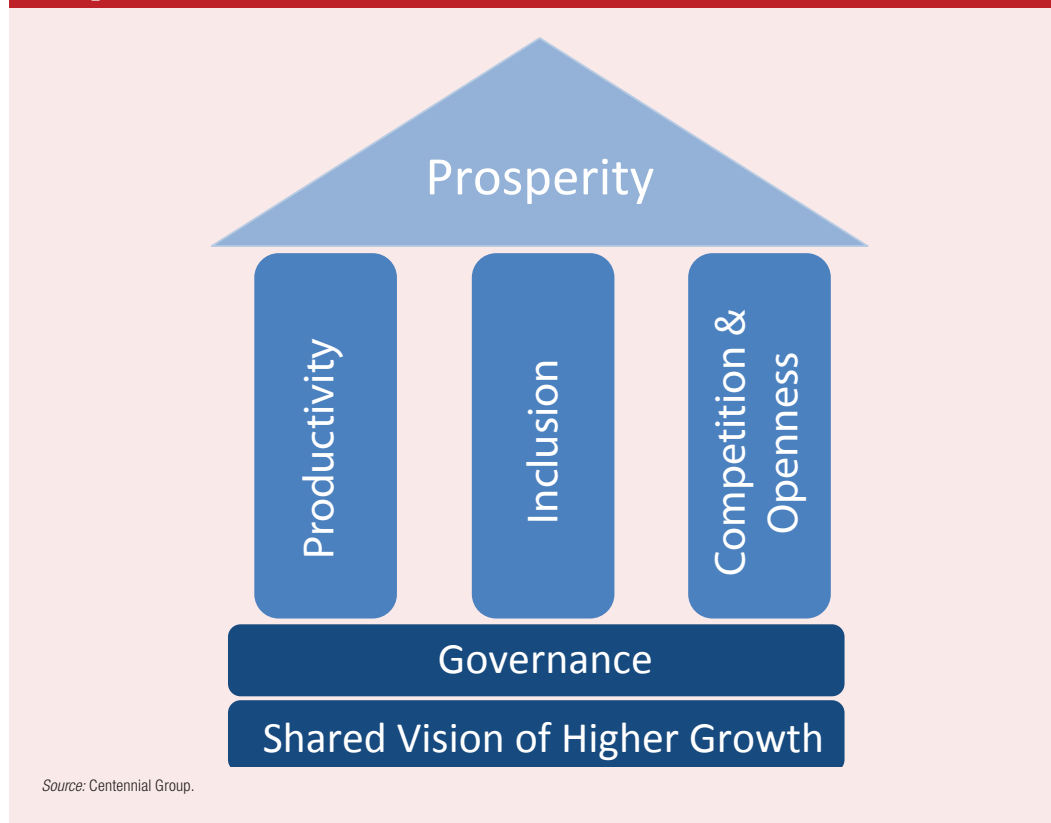 Prosperity
Productivity
Inclusion
Competition &
Openness
Governance
Shared Vision of Higher Growth
Source: Centennial Group.